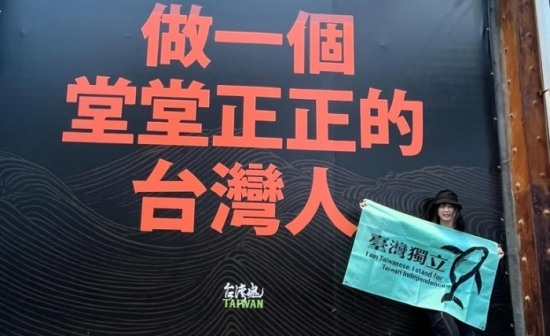 做一個
堂堂正正的
台灣人
台灣魂
TAIWAN
臺灣獨立
I am Taiwanese I stand for
Taiwan Independence